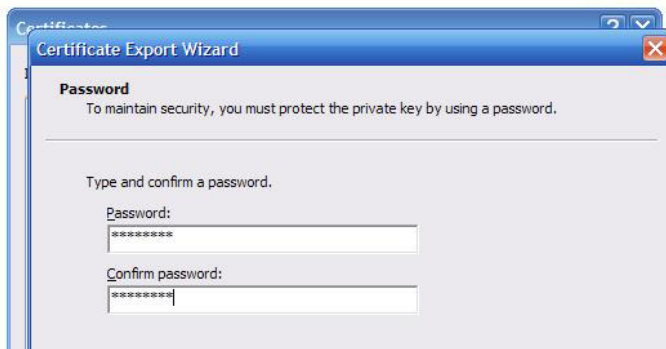 Certificates
Certificate Export Wizard
Password
To maintain security, you must protect the private key by using a password.
Type and confirm a password.
Password:
********
Confirm password:
********